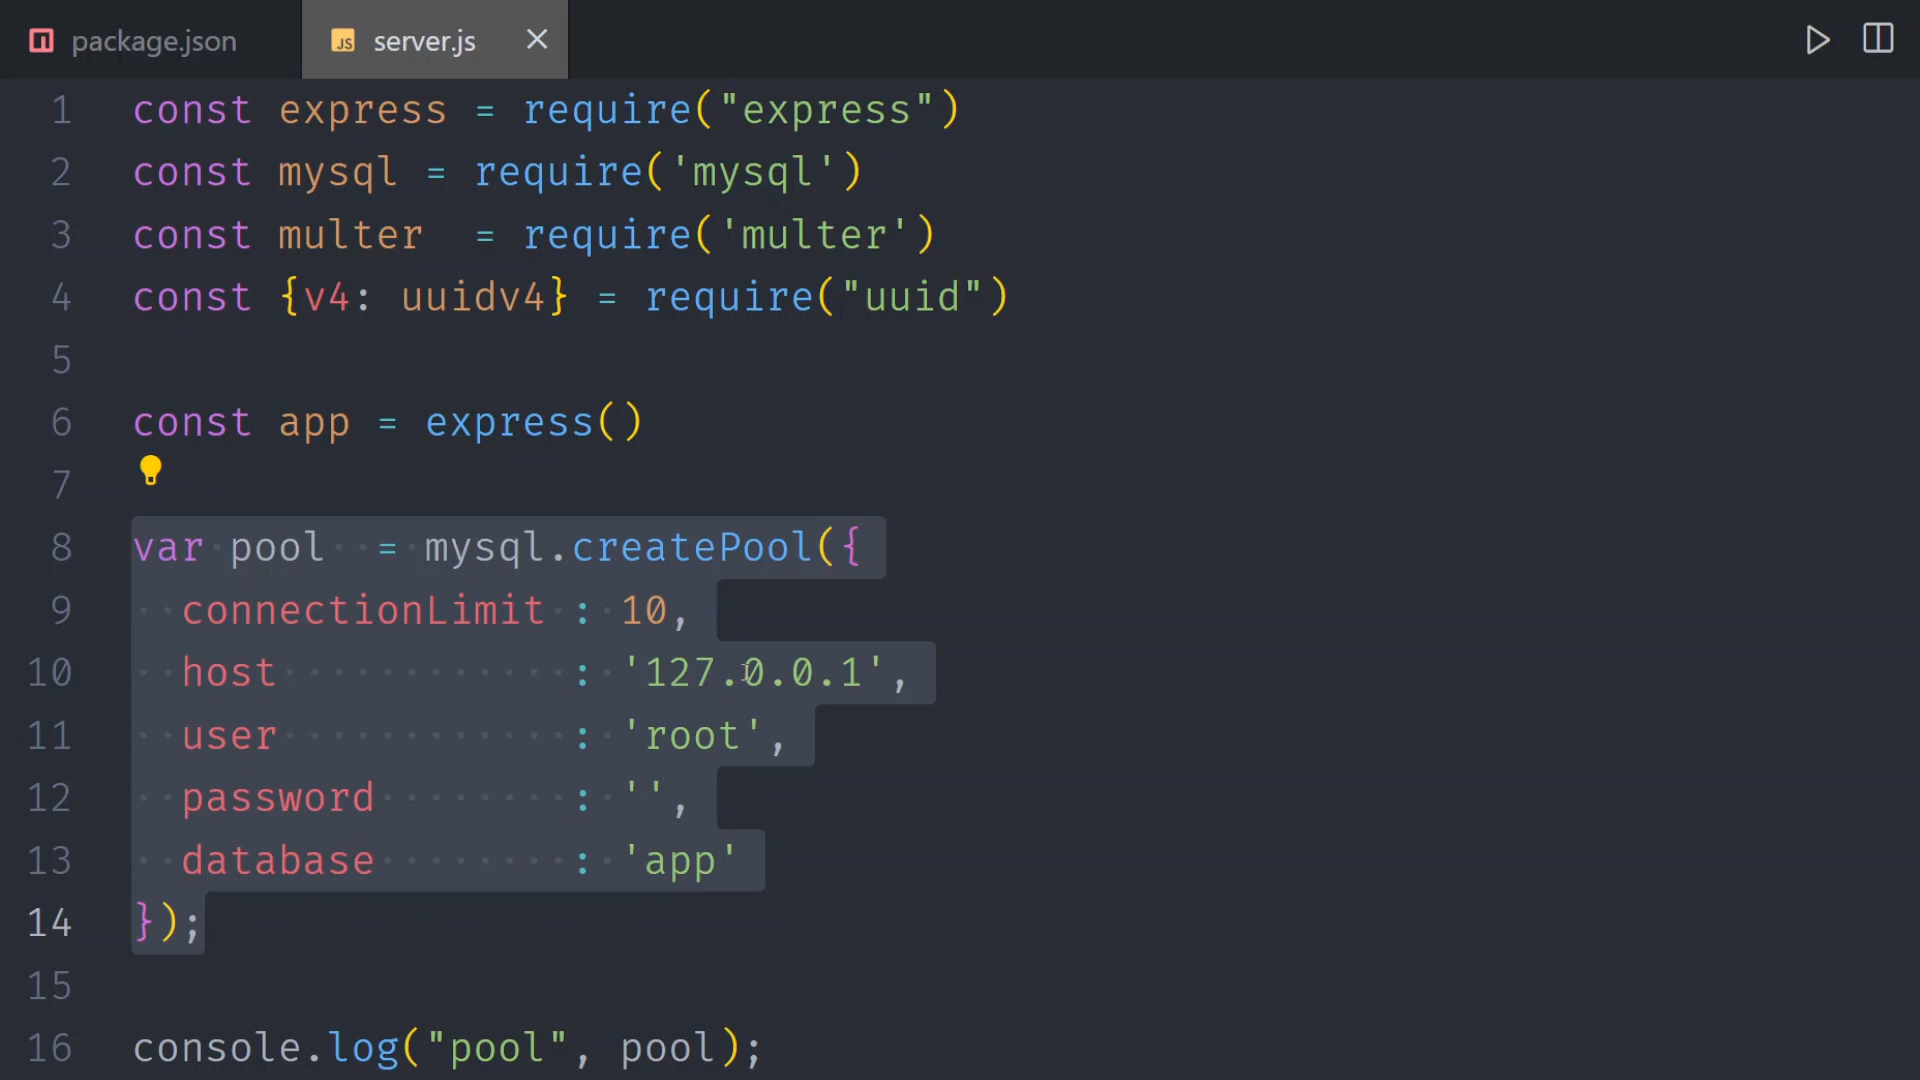 package.json
JS server.js
1 const express = require("express")
2 const mysql = require('mysql')
3 const multer  = require('multer')
4 const {v4: uuidv4} = require("uuid")
5
6 const app = express()
7
8 var pool  = mysql.createPool({
9   connectionLimit : 10,
10   host            : '127.0.0.1',
11   user            : 'root',
12   password        : '',
13   database        : 'app'
14 });
15
16 console.log("pool", pool);